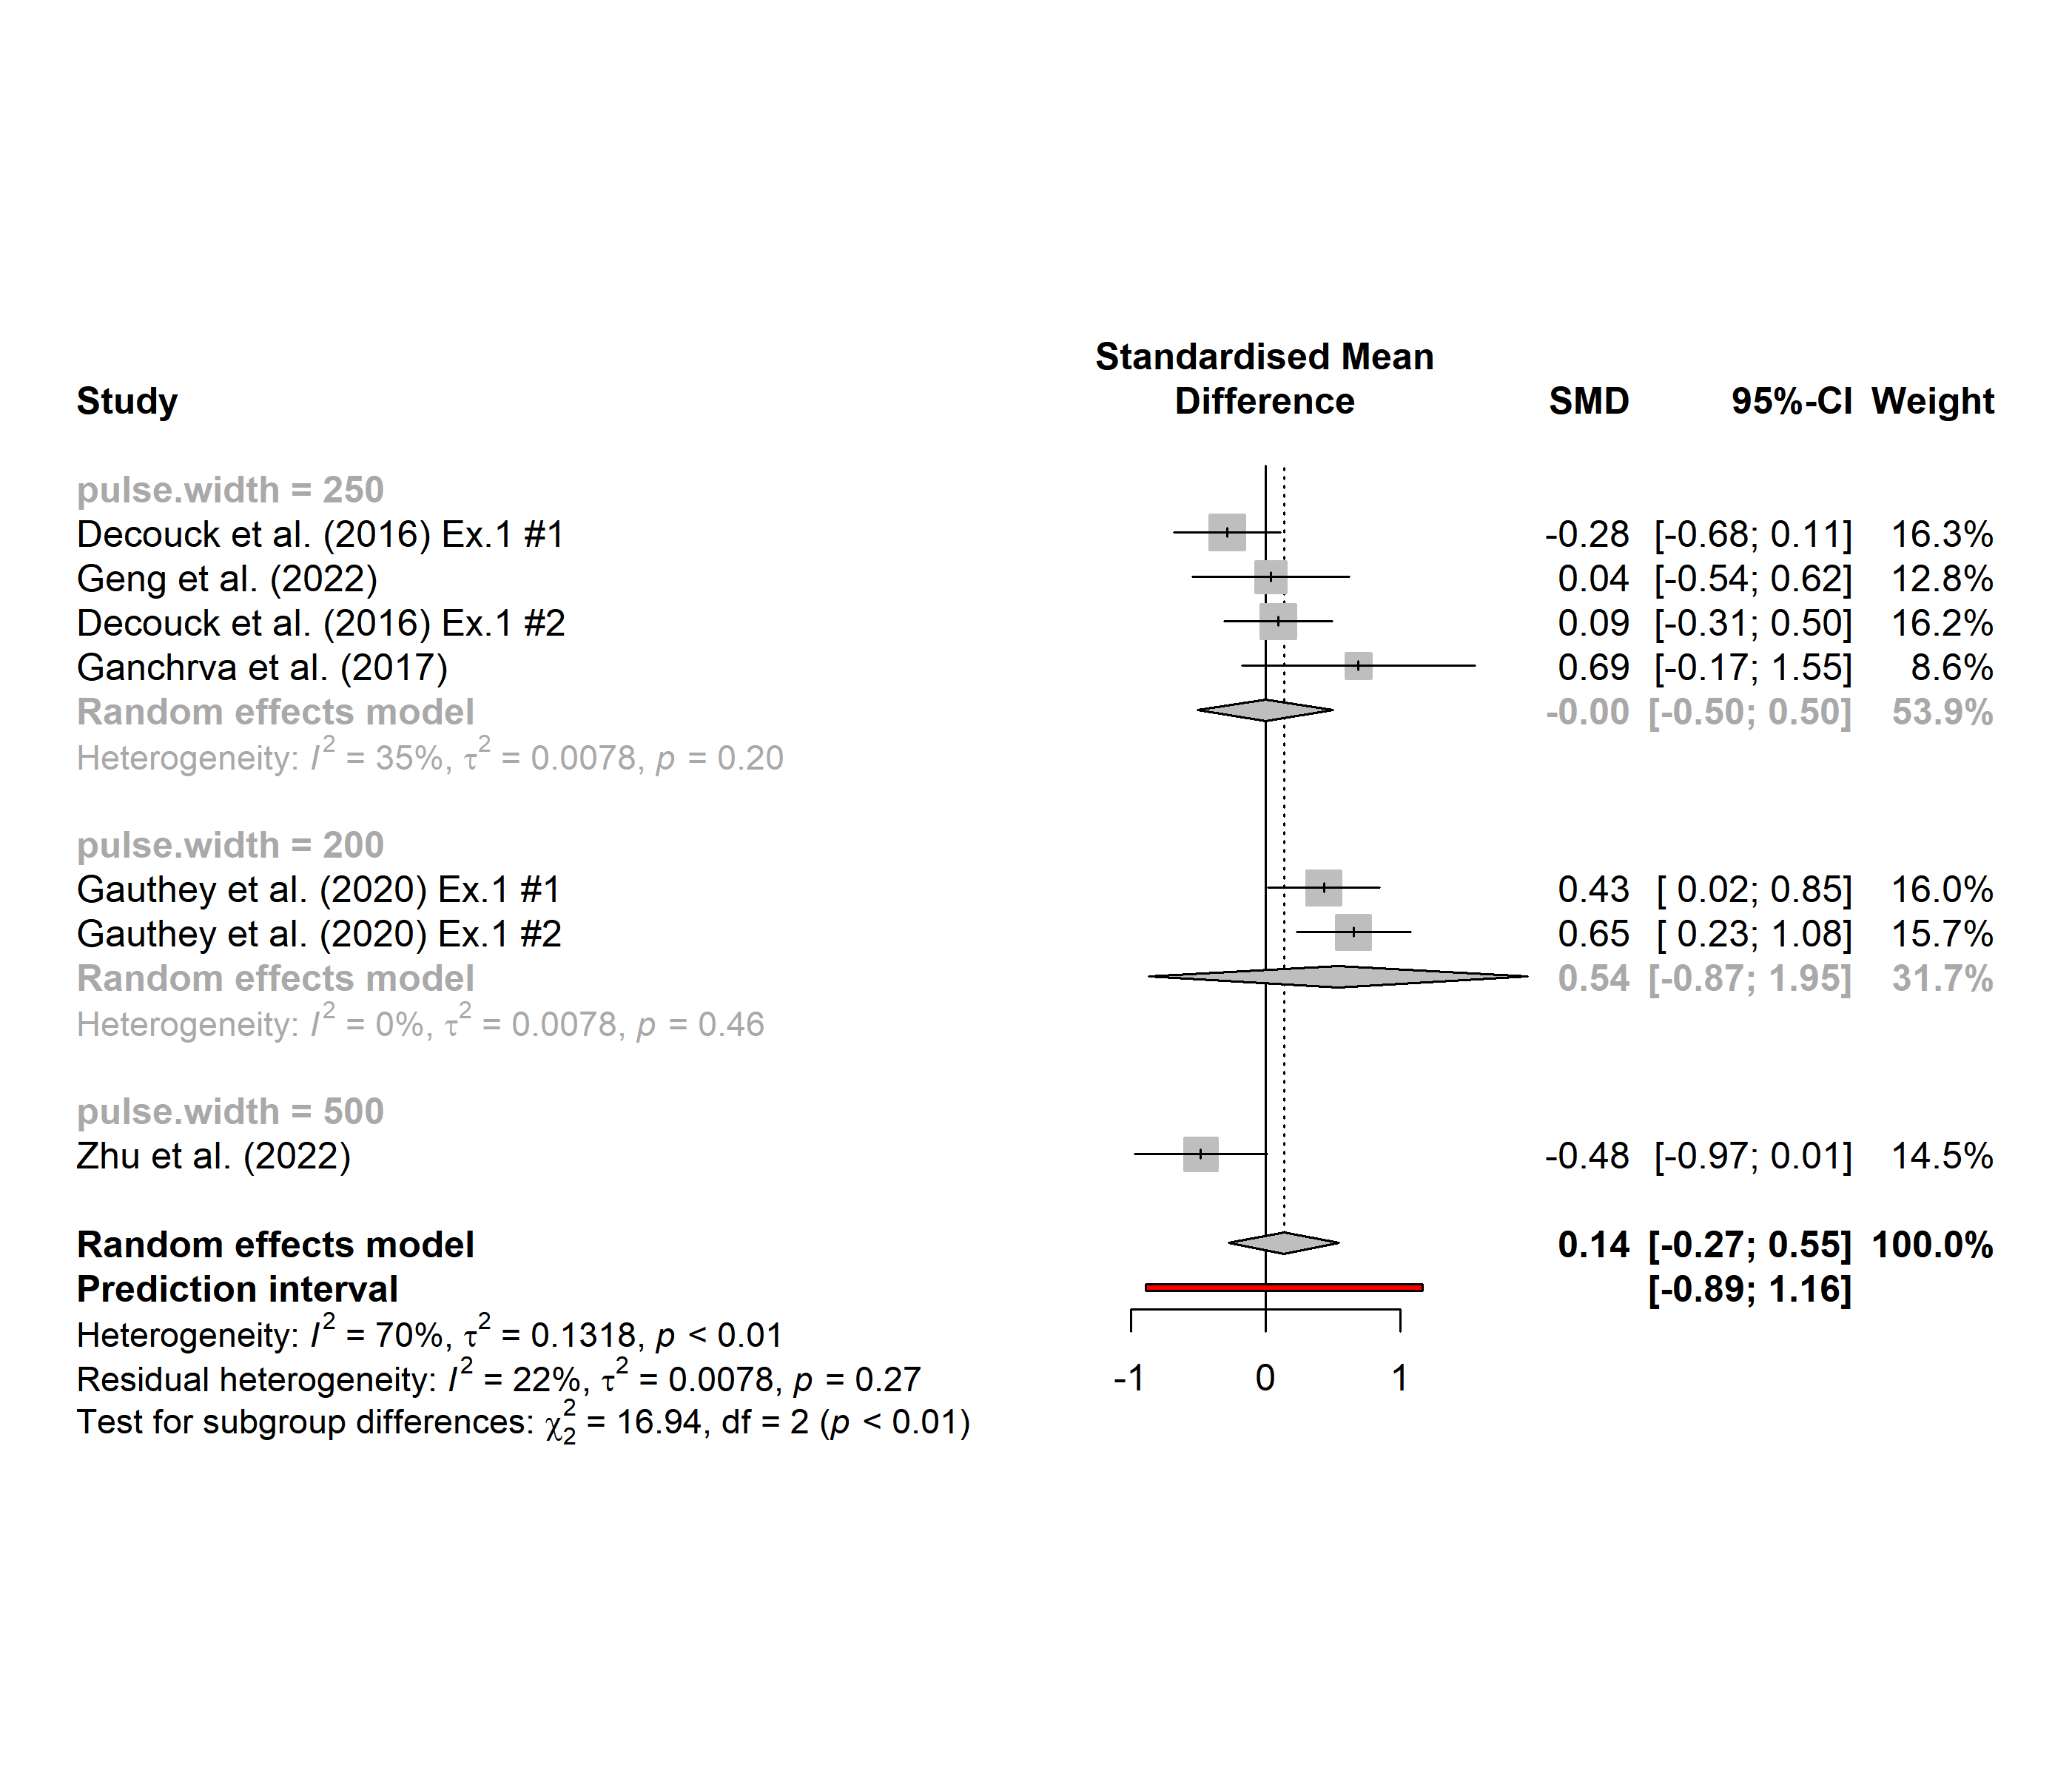 Standardised Mean
Study Difference SMD 95%-CI Weight
pulse.width = 250
Decouck et al. (2016) Ex.1 #1 -0.28 [-0.68; 0.11] 16.3%
Geng et al. (2022) 0.04 [-0.54; 0.62] 12.8%
Decouck et al. (2016) Ex.1 #2 0.09 [-0.31; 0.50] 16.2%
Ganchrva et al. (2017) 0.69 [-0.17; 1.55] 8.6%
Random effects model -0.00 [-0.50; 0.50] 53.9%
Heterogeneity: I² = 35%, τ² = 0.0078, p = 0.20
pulse.width = 200
Gauthey et al. (2020) Ex.1 #1 0.43 [ 0.02; 0.85] 16.0%
Gauthey et al. (2020) Ex.1 #2 0.65 [ 0.23; 1.08] 15.7%
Random effects model 0.54 [-0.87; 1.95] 31.7%
Heterogeneity: I² = 0%, τ² = 0.0078, p = 0.46
pulse.width = 500
Zhu et al. (2022) -0.48 [-0.97; 0.01] 14.5%
Random effects model 0.14 [-0.27; 0.55] 100.0%
Prediction interval [-0.89; 1.16]
Heterogeneity: I² = 70%, τ² = 0.1318, p < 0.01
Residual heterogeneity: I² = 22%, τ² = 0.0078, p = 0.27 -1 0 1
Test for subgroup differences: χ²₂ = 16.94, df = 2 (p < 0.01)